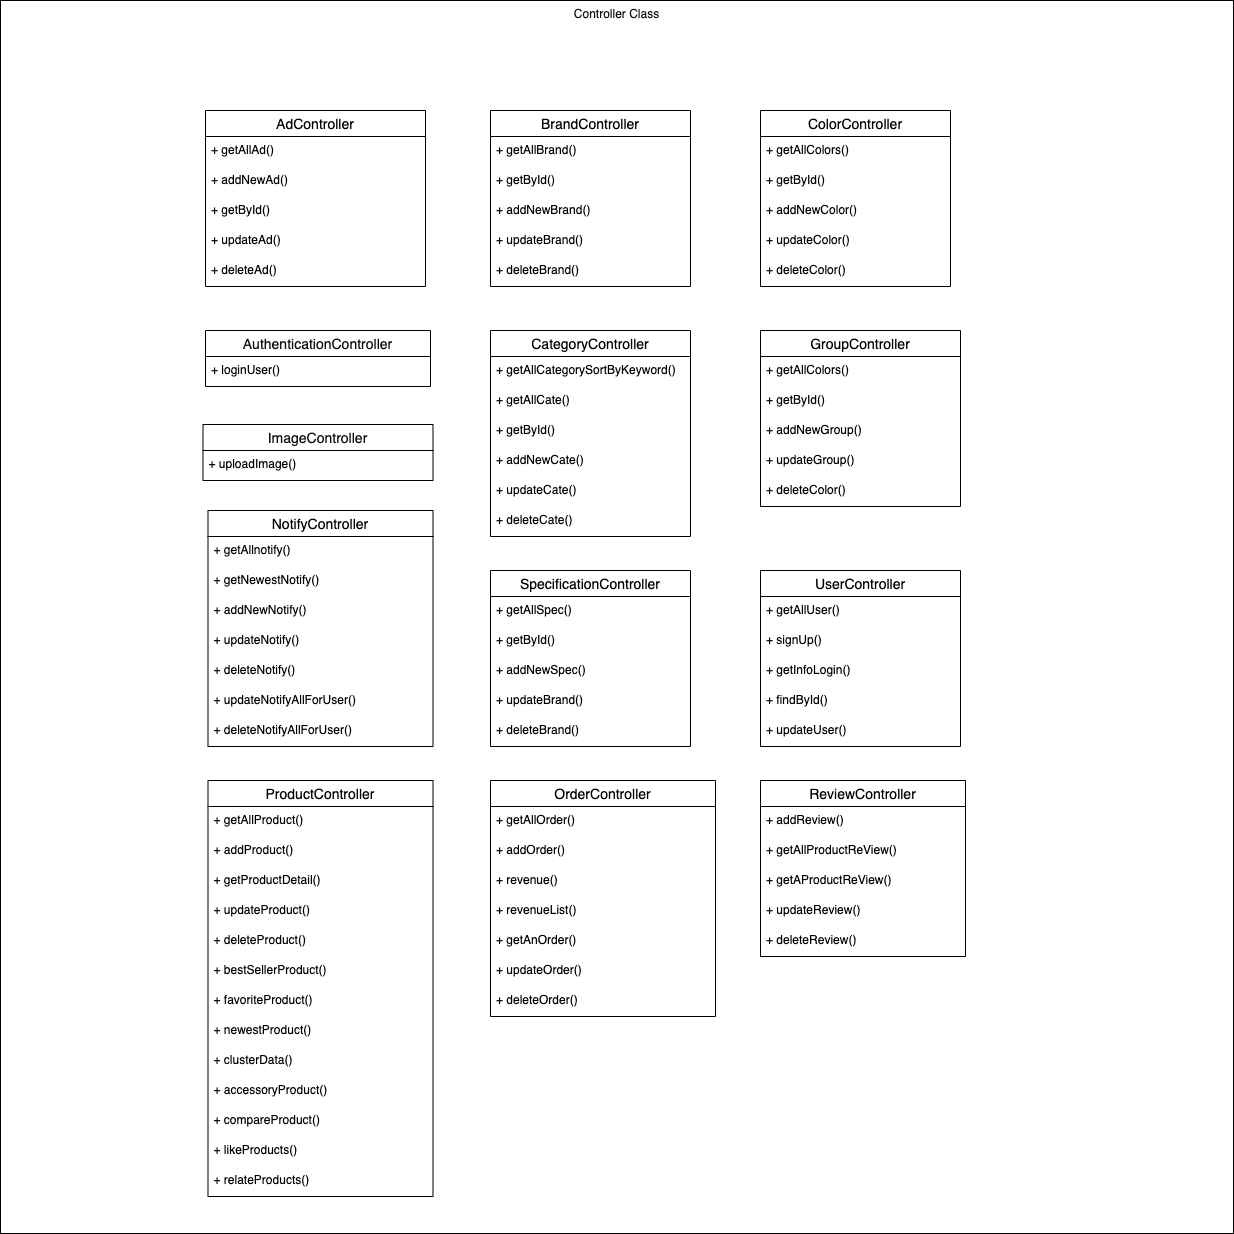 Controller Class
AdController
+ getAllAd()
+ addNewAd()
+ getById()
+ updateAd()
+ deleteAd()
BrandController
+ getAllBrand()
+ getById()
+ addNewBrand()
+ updateBrand()
+ deleteBrand()
ColorController
+ getAllColors()
+ getById()
+ addNewColor()
+ updateColor()
+ deleteColor()
AuthenticationController
+ loginUser()
ImageController
+ uploadImage()
CategoryController
+ getAllCategorySortByKeyword()
+ getAllCate()
+ getById()
+ addNewCate()
+ updateCate()
+ deleteCate()
GroupController
+ getAllColors()
+ getById()
+ addNewGroup()
+ updateGroup()
+ deleteColor()
NotifyController
+ getAllnotify()
+ getNewestNotify()
+ addNewNotify()
+ updateNotify()
+ deleteNotify()
+ updateNotifyAllForUser()
+ deleteNotifyAllForUser()
SpecificationController
+ getAllSpec()
+ getById()
+ addNewSpec()
+ updateBrand()
+ deleteBrand()
UserController
+ getAllUser()
+ signUp()
+ getInfoLogin()
+ findById()
+ updateUser()
ProductController
+ getAllProduct()
+ addProduct()
+ getProductDetail()
+ updateProduct()
+ deleteProduct()
+ bestSellerProduct()
+ favoriteProduct()
+ newestProduct()
+ clusterData()
+ accessoryProduct()
+ compareProduct()
+ likeProducts()
+ relateProducts()
OrderController
+ getAllOrder()
+ addOrder()
+ revenue()
+ revenueList()
+ getAnOrder()
+ updateOrder()
+ deleteOrder()
ReviewController
+ addReview()
+ getAllProductReView()
+ getAProductReView()
+ updateReview()
+ deleteReview()